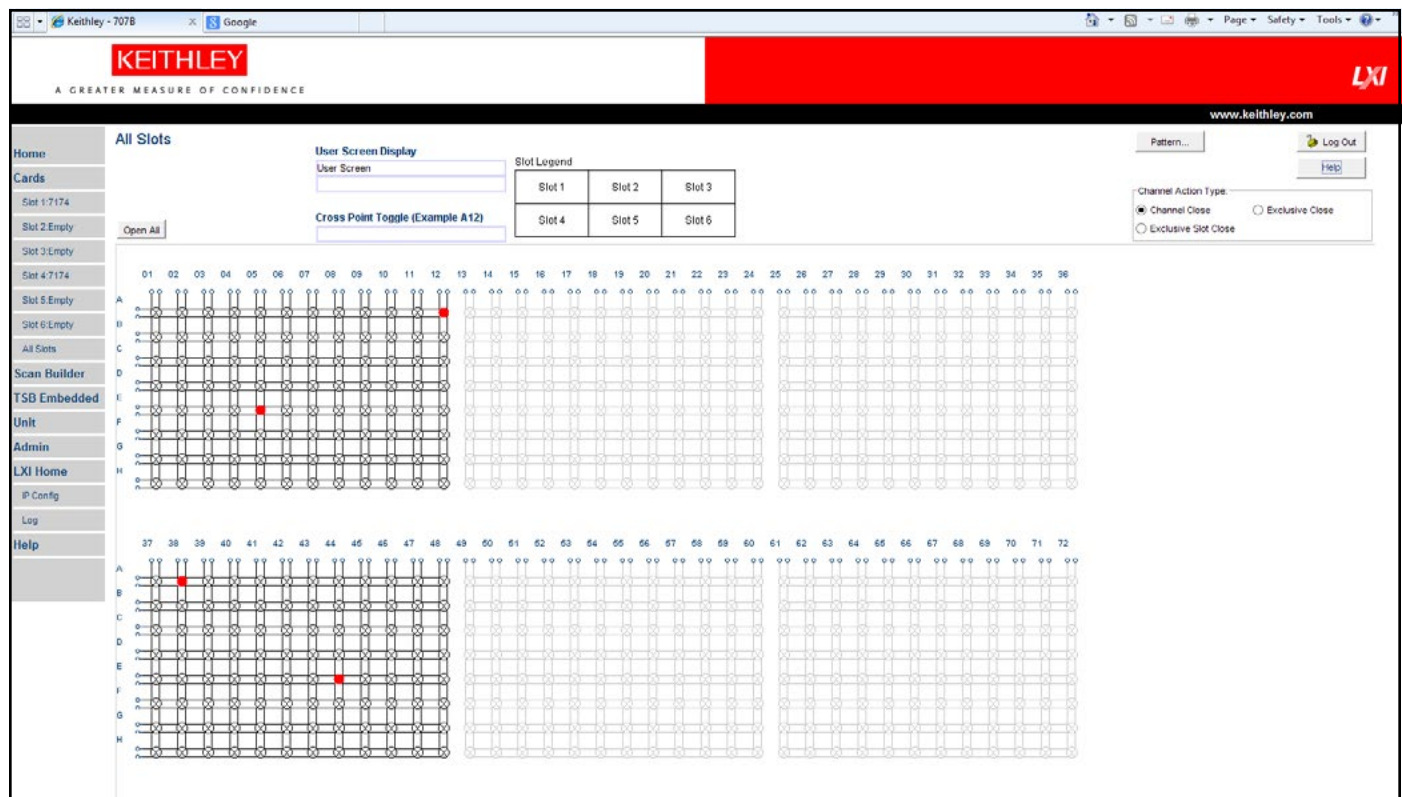 Keithley - 707B
Google
Page
Safety
Tools
KEITHLEY
A GREATER MEASURE OF CONFIDENCE
LXI
www.keithley.com
Home
Cards
Slot 1:7174
Slot 2:Empty
Slot 3:Empty
Slot 4:7174
Slot 5:Empty
Slot 6:Empty
All Slots
Scan Builder
TSB Embedded
Unit
Admin
LXI Home
IP Config
Log
Help
All Slots
Open All
User Screen Display
User Screen
Cross Point Toggle (Example A12)
Slot Legend
Slot 1 Slot 2 Slot 3
Slot 4 Slot 5 Slot 6
Pattern...
Log Out
Help
Channel Action Type.
Channel Close Exclusive Close
Exclusive Slot Close
01 02 03 04 05 06 07 08 09 10 11 12 13 14 15 16 17 18 19 20 21 22 23 24 25 26 27 28 29 30 31 32 33 34 35 36
A
B
C
D
E
F
G
H
37 38 39 40 41 42 43 44 45 46 47 48 49 50 51 52 53 54 55 56 57 58 59 60 61 62 63 64 65 66 67 68 69 70 71 72
A
B
C
D
E
F
G
H